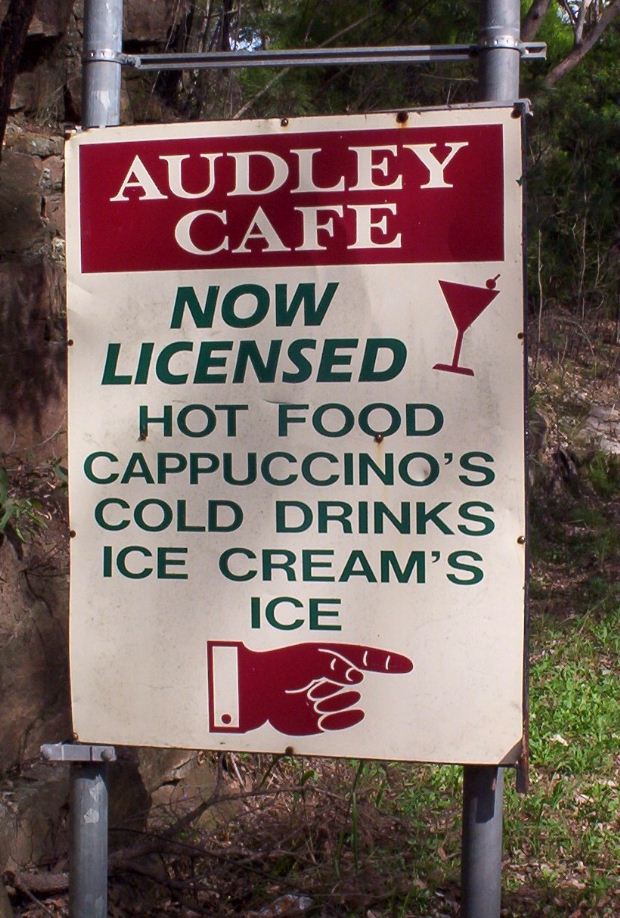 AUDLEY
CAFE
NOW
LICENSED
HOT FOOD
CAPPUCCINO'S
COLD DRINKS
ICE CREAM'S
ICE